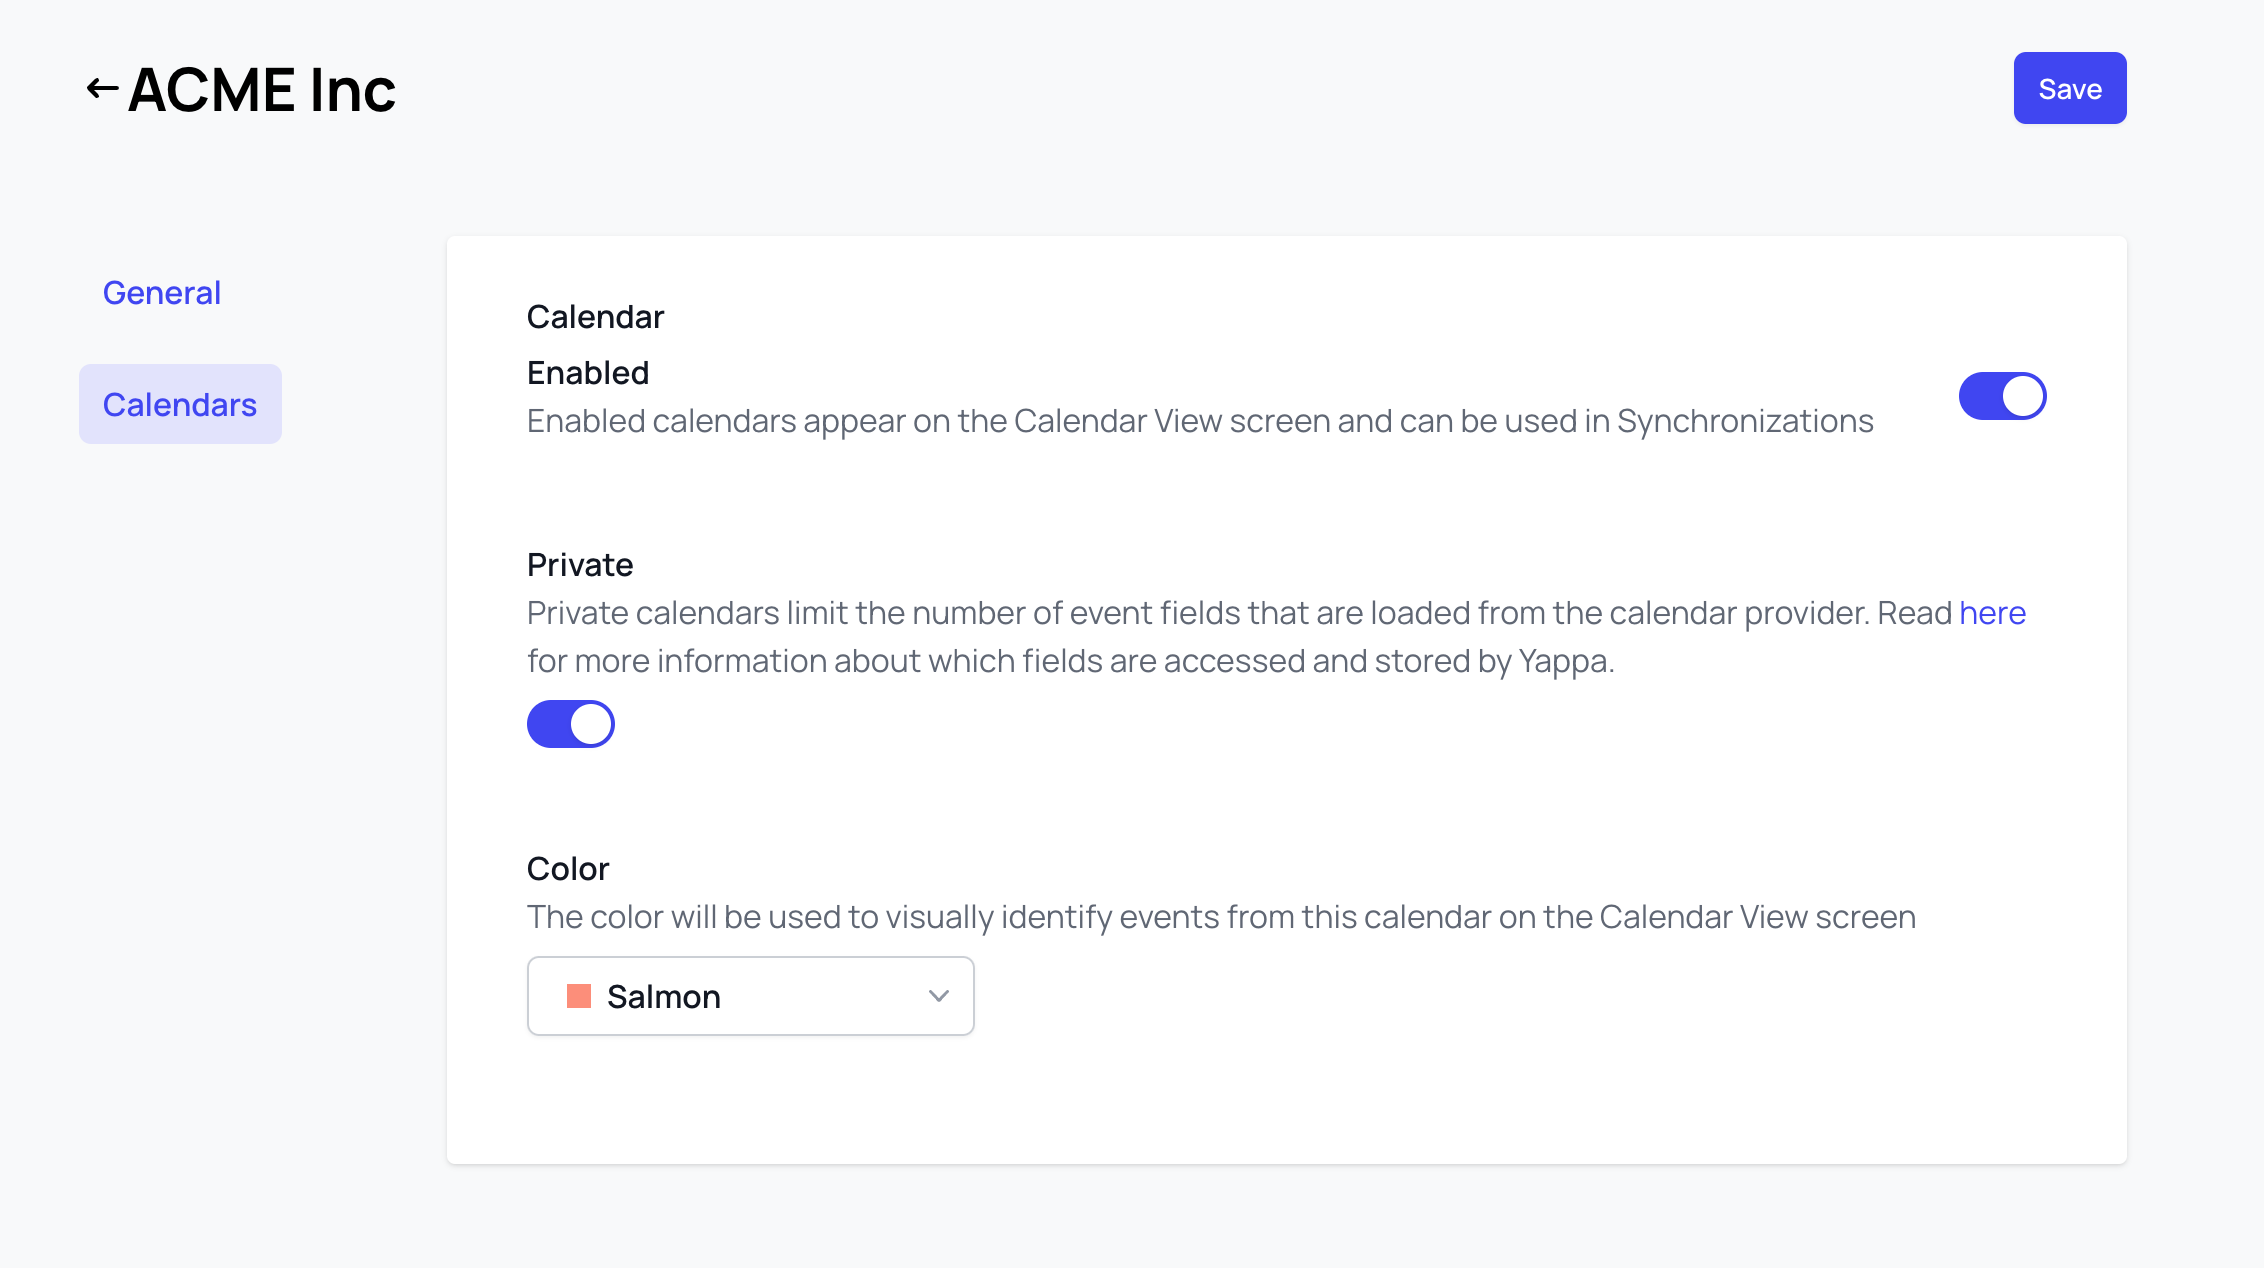 ACME Inc
Save
General
Calendars
Calendar
Enabled
Enabled calendars appear on the Calendar View screen and can be used in Synchronizations
Private
Private calendars limit the number of event fields that are loaded from the calendar provider. Read here
for more information about which fields are accessed and stored by Yappa.
Color
The color will be used to visually identify events from this calendar on the Calendar View screen
Salmon